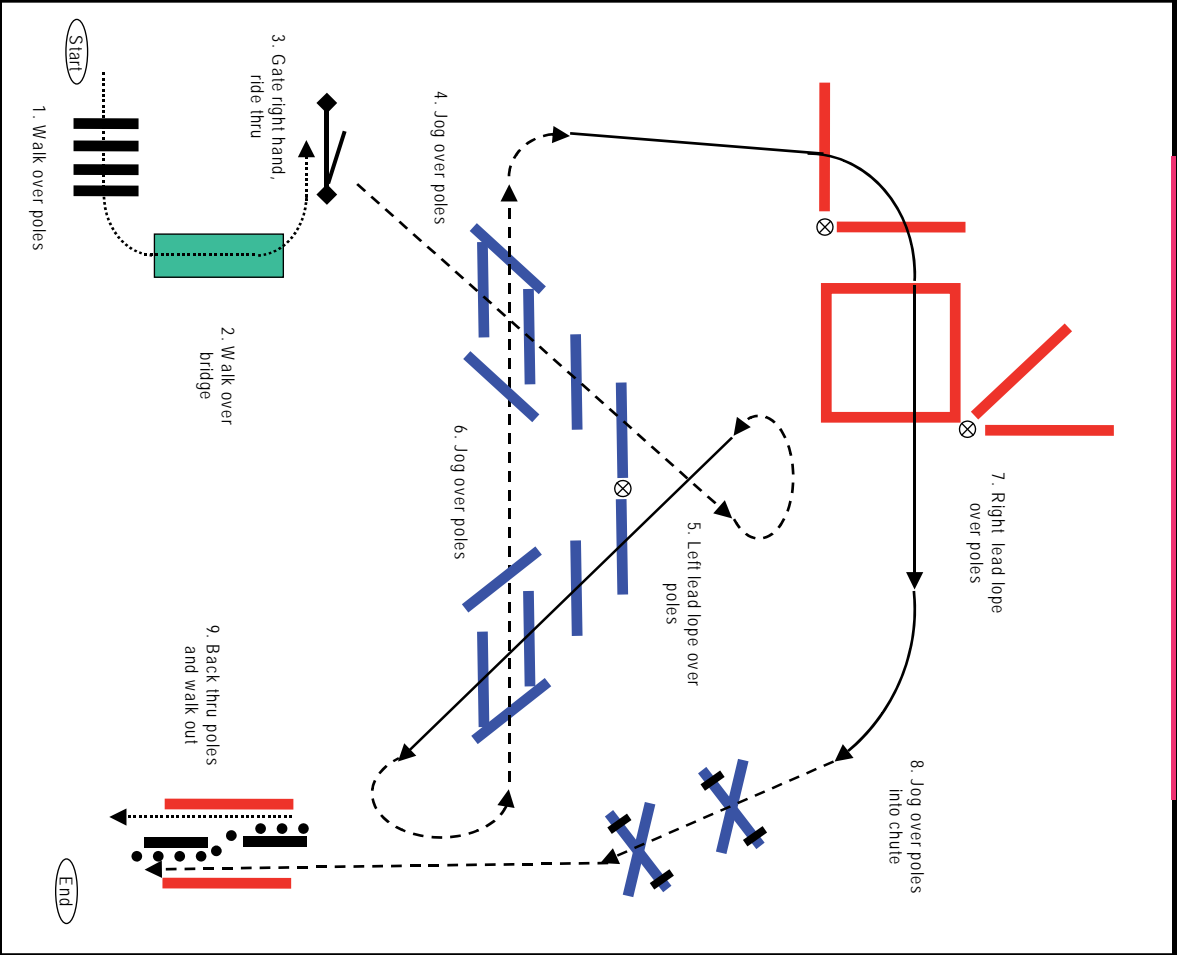 Start
1. Walk over poles
2. Walk over
bridge
3. Gate right hand,
ride thru
4. Jog over poles
5. Left lead lope over
poles
6. Jog over poles
7. Right lead lope
over poles
8. Jog over poles
into chute
9. Back thru poles
and walk out
End